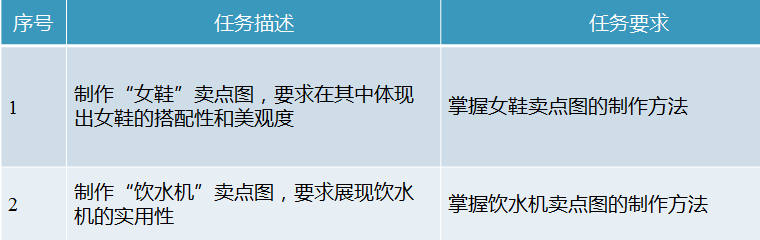 序号 任务描述 任务要求
1 制作“女鞋”卖点图，要求在其中体现
出女鞋的搭配性和美观度 掌握女鞋卖点图的制作方法
2 制作“饮水机”卖点图，要求展现饮水
机的实用性 掌握饮水机卖点图的制作方法